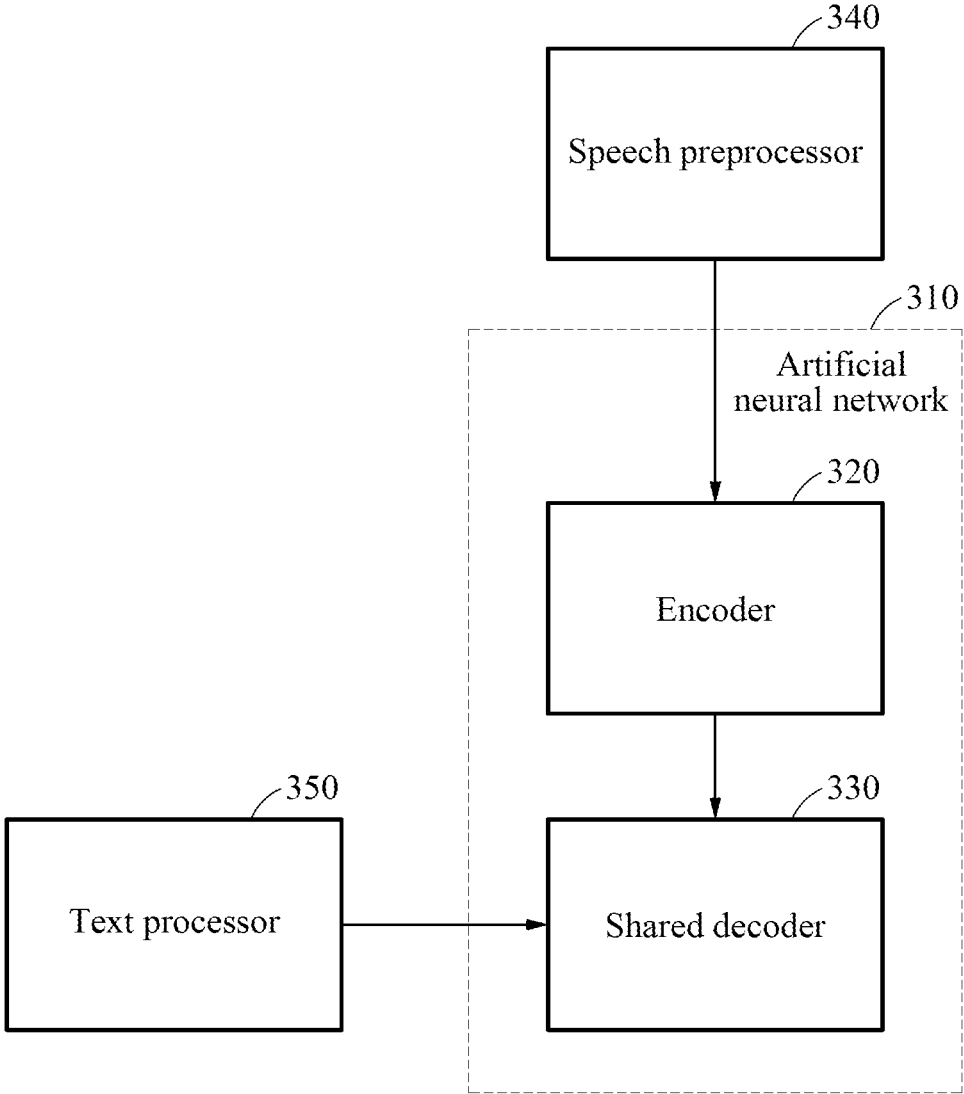 340
Speech preprocessor
310
Artificial
neural network
320
Encoder
350
330
Text processor
Shared decoder